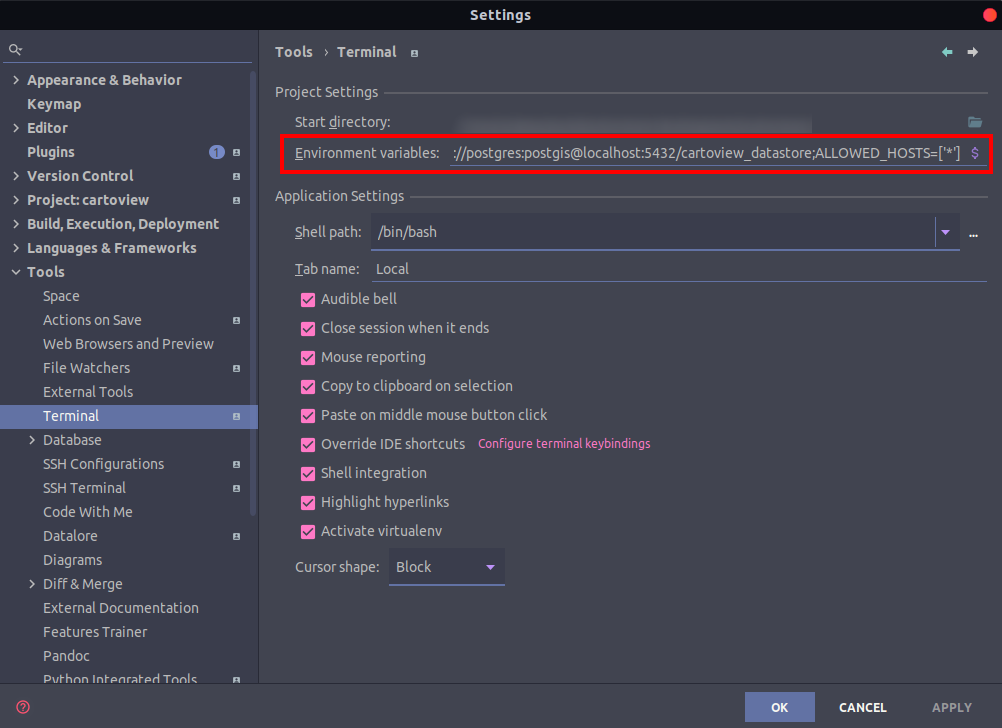 Settings
Tools › Terminal
Appearance & Behavior
Keymap
Editor
Plugins 1
Version Control
Project: cartoview
Build, Execution, Deployment
Languages & Frameworks
Tools
Space
Actions on Save
Web Browsers and Preview
File Watchers
External Tools
Terminal
Database
SSH Configurations
SSH Terminal
Code With Me
Datalore
Diagrams
Diff & Merge
External Documentation
Features Trainer
Pandoc
Python Integrated Tools
Project Settings
Start directory:
Environment variables: ://postgres:postgis@localhost:5432/cartoview_datastore;ALLOWED_HOSTS=['*'] $
Application Settings
Shell path: /bin/bash ...
Tab name: Local
Audible bell
Close session when it ends
Mouse reporting
Copy to clipboard on selection
Paste on middle mouse button click
Override IDE shortcuts Configure terminal keybindings
Shell integration
Highlight hyperlinks
Activate virtualenv
Cursor shape: Block
? OK CANCEL APPLY